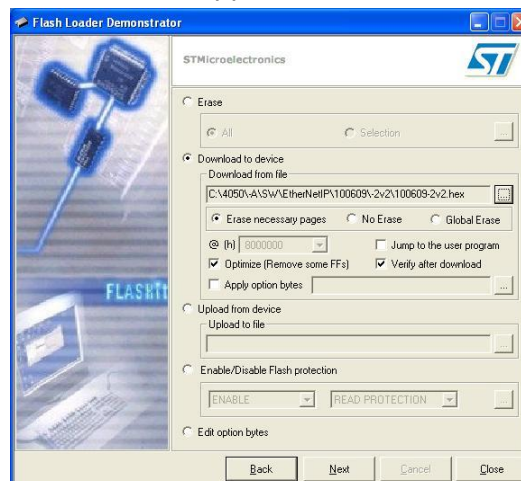 Flash Loader Demonstrator
STMicroelectronics
ST
Erase
All Selection ...
Download to device
Download from file
C:\4050\-A\SW\EtherNetIP\100609\-2v2\100609-2v2.hex ...
Erase necessary pages No Erase Global Erase
@ (h) 8000000 Jump to the user program
Optimize (Remove some FFs) Verify after download
Apply option bytes ...
Upload from device
Upload to file
...
Enable/Disable Flash protection
ENABLE READ PROTECTION ...
Edit option bytes
Back Next Cancel Close